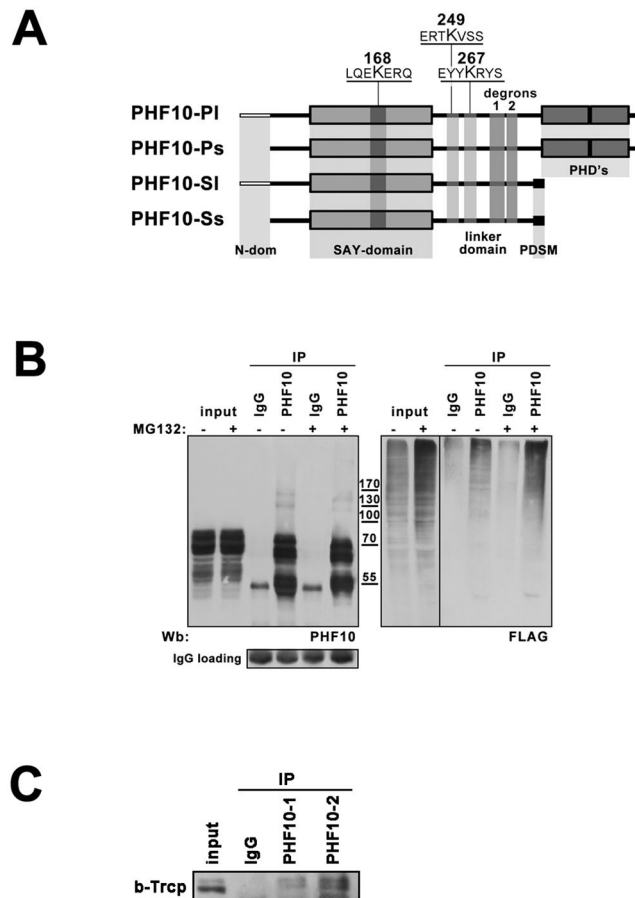 A
249
ERTKVSS
168
267
LQEKERQ
EYYKRYS
degrons
1 2
PHF10-Pl
PHF10-Ps
PHD's
PHF10-Sl
PHF10-Ss
N-dom
SAY-domain
linker
domain
PDSM
B
IP
IP
input
IgG
PHF10
IgG
PHF10
input
IgG
PHF10
IgG
PHF10
MG132:
- + - - + +
- + - - + +
170
130
100
70
55
Wb:
PHF10
FLAG
IgG loading
C
IP
input
IgG
PHF10-1
PHF10-2
b-Trcp